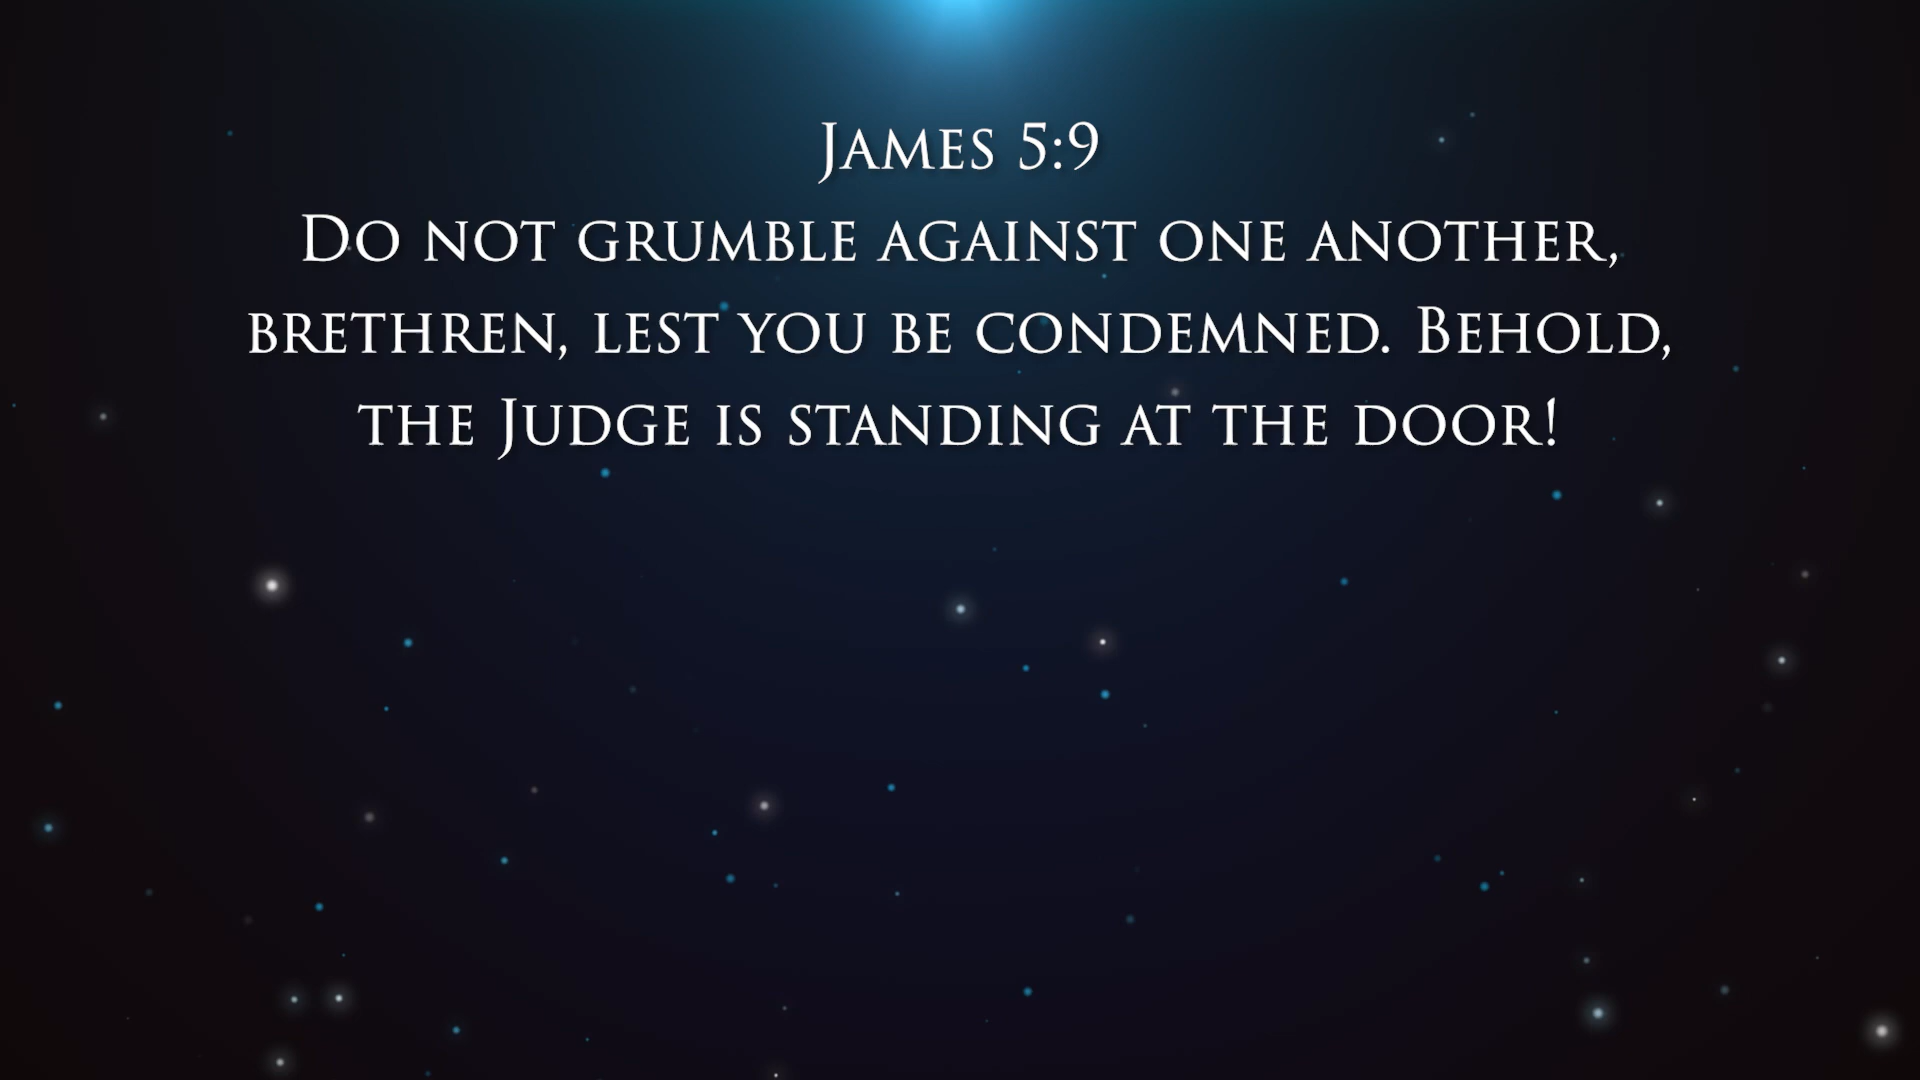 James 5:9
Do not grumble against one another,
brethren, lest you be condemned. Behold,
the Judge is standing at the door!